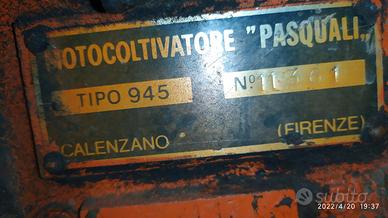 MOTOCOLTIVATORE "PASQUALI"
TIPO 945
CALENZANO (FIRENZE)
subito
2022/4/20 19:37